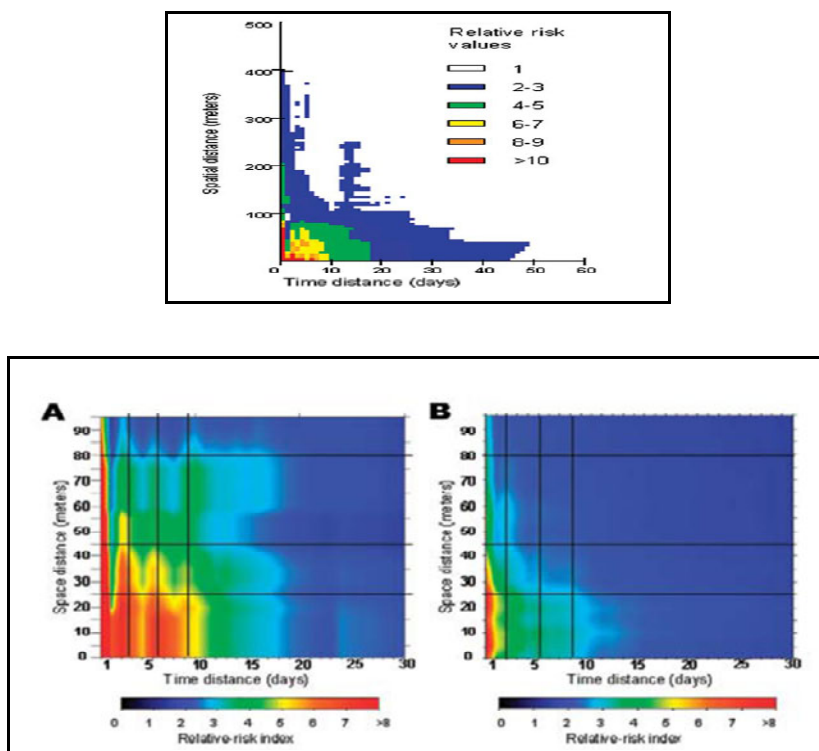 500
Relative risk
values
400
1
2-3
300
4-5
6-7
200
8-9
>10
100
Spatial distance (meters)
0 10 20 30 40 50 60
Time distance (days)
A
90
80
70
60
50
40
30
20
10
0
Space distance (meters)
1 5 10 15 20 30
Time distance (days)
0 1 2 3 4 5 6 7 >8
Relative-risk index
B
90
80
70
60
50
40
30
20
10
0
Space distance (meters)
1 5 10 15 20 30
Time distance (days)
0 1 2 3 4 5 6 7 >8
Relative-risk index